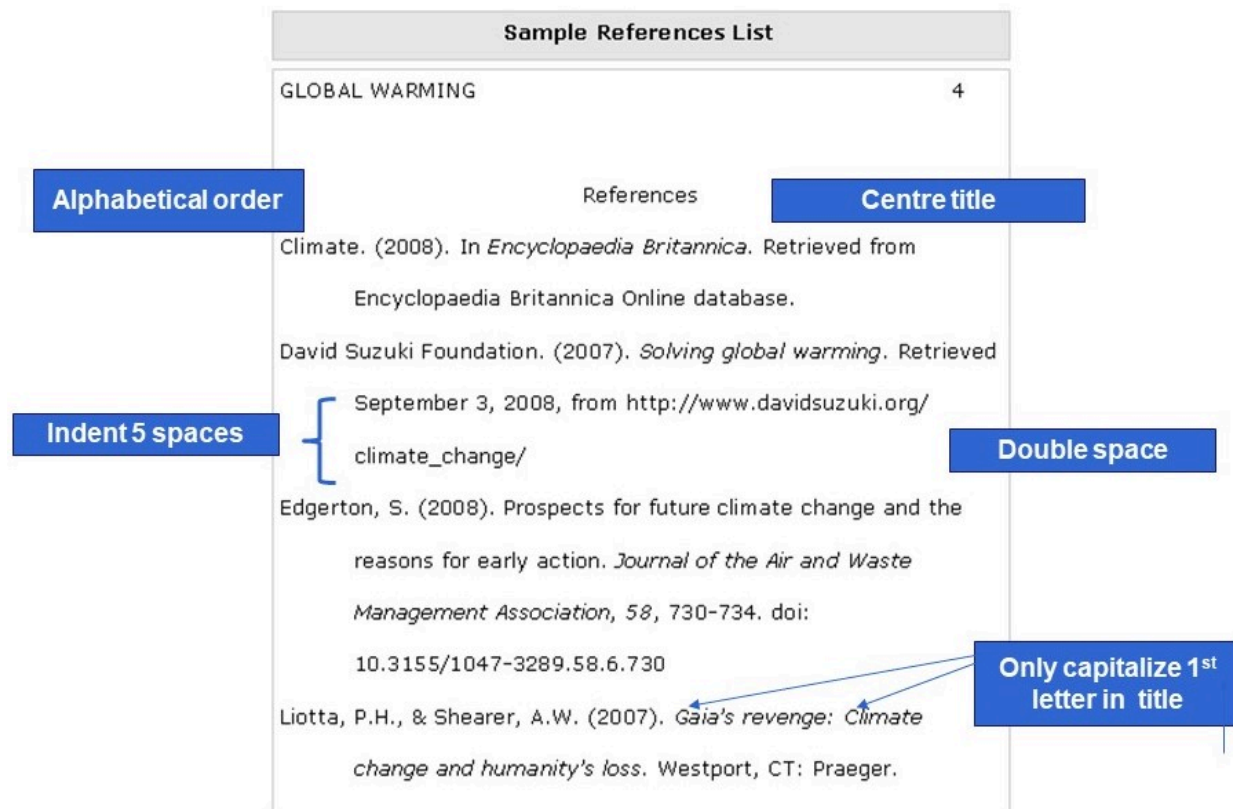 Sample References List
GLOBAL WARMING 4
Alphabetical order
References
Centre title
Climate. (2008). In Encyclopaedia Britannica. Retrieved from
Encyclopaedia Britannica Online database.
David Suzuki Foundation. (2007). Solving global warming. Retrieved
September 3, 2008, from http://www.davidsuzuki.org/
climate_change/
Indent 5 spaces
Double space
Edgerton, S. (2008). Prospects for future climate change and the
reasons for early action. Journal of the Air and Waste
Management Association, 58, 730-734. doi:
10.3155/1047-3289.58.6.730
Only capitalize 1st
letter in title
Liotta, P.H., & Shearer, A.W. (2007). Gaia's revenge: Climate
change and humanity's loss. Westport, CT: Praeger.